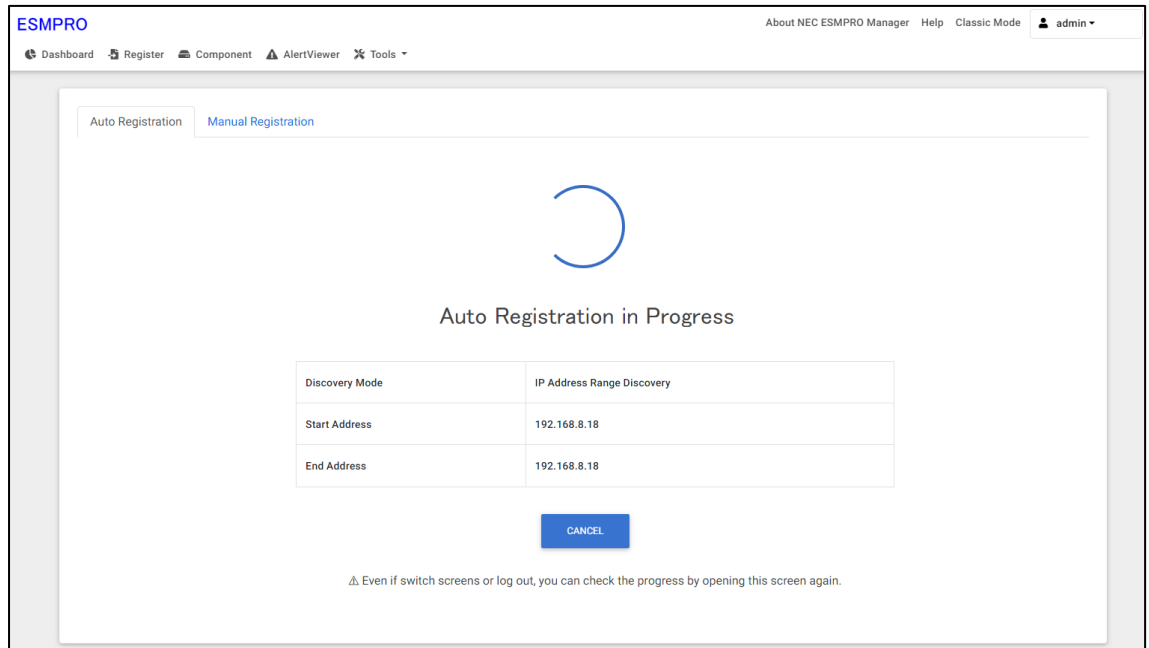 ESMPRO
About NEC ESMPRO Manager Help Classic Mode admin
Dashboard Register Component AlertViewer Tools
Auto Registration Manual Registration
Auto Registration in Progress
Discovery Mode IP Address Range Discovery
Start Address 192.168.8.18
End Address 192.168.8.18
CANCEL
⚠ Even if switch screens or log out, you can check the progress by opening this screen again.